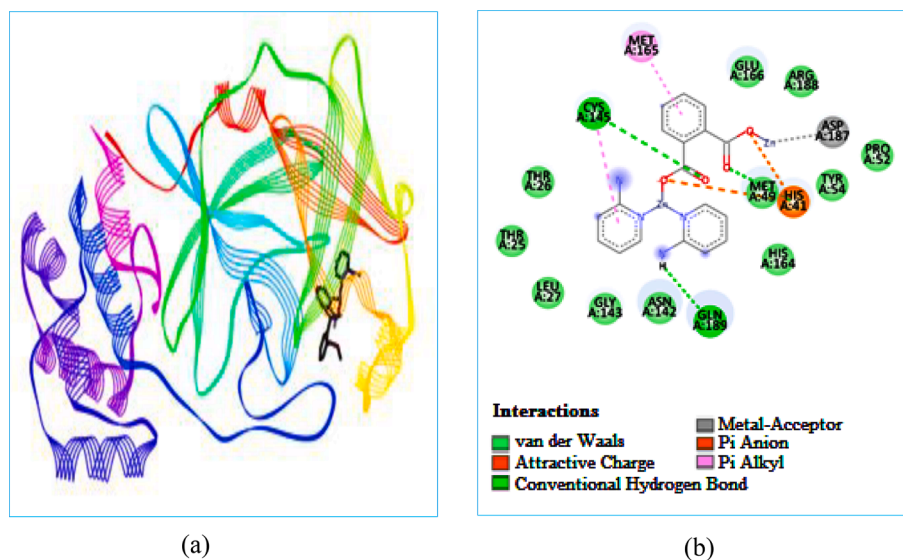 MET
A:165
GLU
A:166
ARG
A:188
CYS
A:145
ASP
A:187
PRO
A:52
THR
A:26
MET
A:49
HIS
A:41
TYR
A:54
THR
A:25
HIS
A:164
LEU
A:27
GLY
A:143
ASN
A:142
GLN
A:189
O
Zn
O
O
O
Zn
N
N
H
Interactions
van der Waals
Attractive Charge
Conventional Hydrogen Bond
Metal-Acceptor
Pi Anion
Pi Alkyl
(a)
(b)